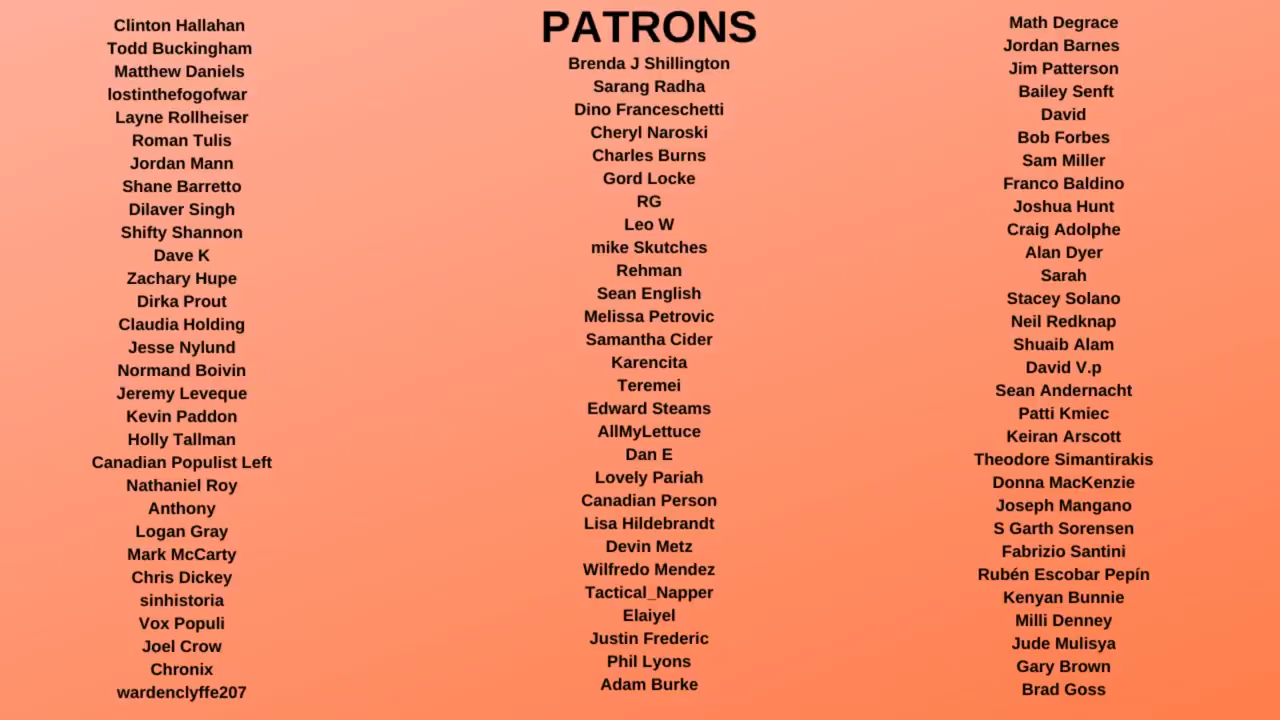 Clinton Hallahan
Todd Buckingham
Matthew Daniels
lostinthefogofwar
Layne Rollheiser
Roman Tulis
Jordan Mann
Shane Barretto
Dilaver Singh
Shifty Shannon
Dave K
Zachary Hupe
Dirka Prout
Claudia Holding
Jesse Nylund
Normand Boivin
Jeremy Leveque
Kevin Paddon
Holly Tallman
Canadian Populist Left
Nathaniel Roy
Anthony
Logan Gray
Mark McCarty
Chris Dickey
sinhistoria
Vox Populi
Joel Crow
Chronix
wardenclyffe207
PATRONS
Brenda J Shillington
Sarang Radha
Dino Franceschetti
Cheryl Naroski
Charles Burns
Gord Locke
RG
Leo W
mike Skutches
Rehman
Sean English
Melissa Petrovic
Samantha Cider
Karencita
Teremei
Edward Steams
AllMyLettuce
Dan E
Lovely Pariah
Canadian Person
Lisa Hildebrandt
Devin Metz
Wilfredo Mendez
Tactical_Napper
Elaiyel
Justin Frederic
Phil Lyons
Adam Burke
Math Degrace
Jordan Barnes
Jim Patterson
Bailey Senft
David
Bob Forbes
Sam Miller
Franco Baldino
Joshua Hunt
Craig Adolphe
Alan Dyer
Sarah
Stacey Solano
Neil Redknap
Shuaib Alam
David V.p
Sean Andernacht
Patti Kmiec
Keiran Arscott
Theodore Simantirakis
Donna MacKenzie
Joseph Mangano
S Garth Sorensen
Fabrizio Santini
Rubén Escobar Pepín
Kenyan Bunnie
Milli Denney
Jude Mulisya
Gary Brown
Brad Goss